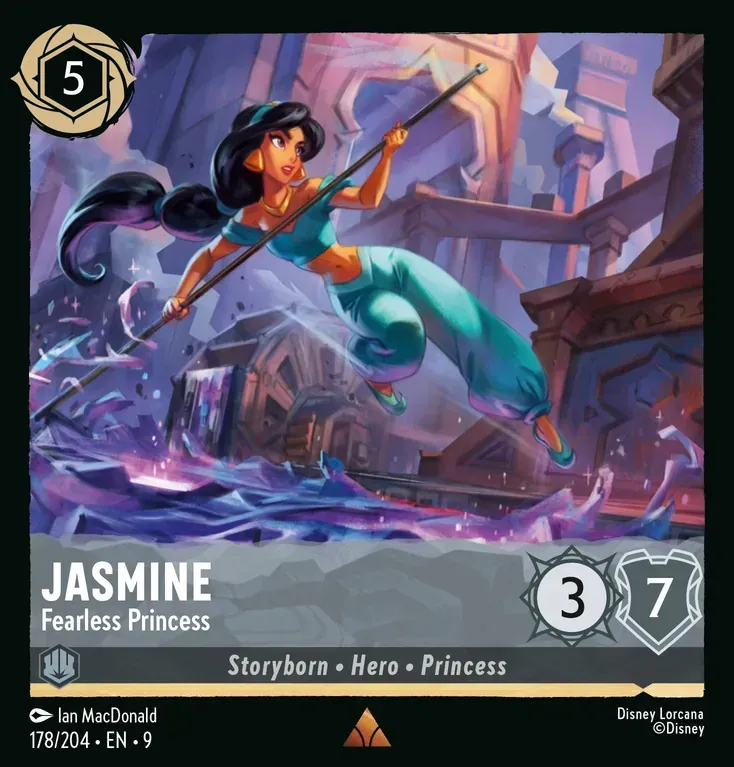 5
JASMINE
Fearless Princess
3
7
Storyborn • Hero • Princess
Ian MacDonald
178/204 • EN • 9
Disney Lorcana
©Disney